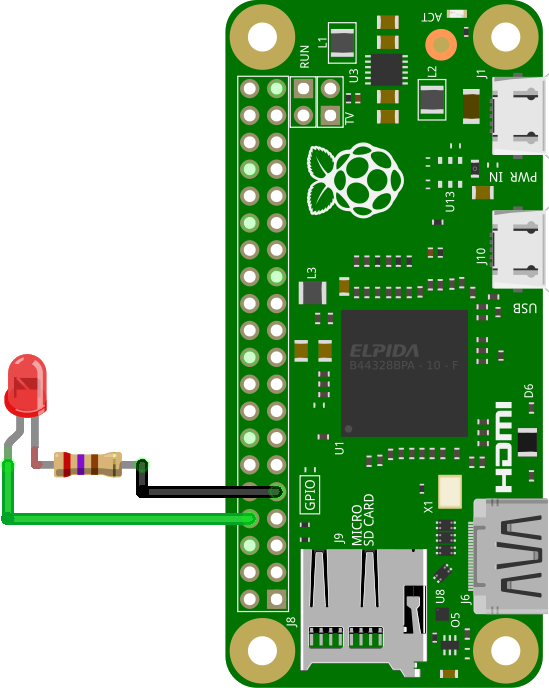 ACT
L1
RUN
U3
L2
J1
TV
PWR IN
U13
J10
L3
USB
ELPIDA
B44328BPA - 10 - F
D6
U1
HDMI
GPIO
X1
J9
MICRO
SD CARD
U8
J6
O5
J8